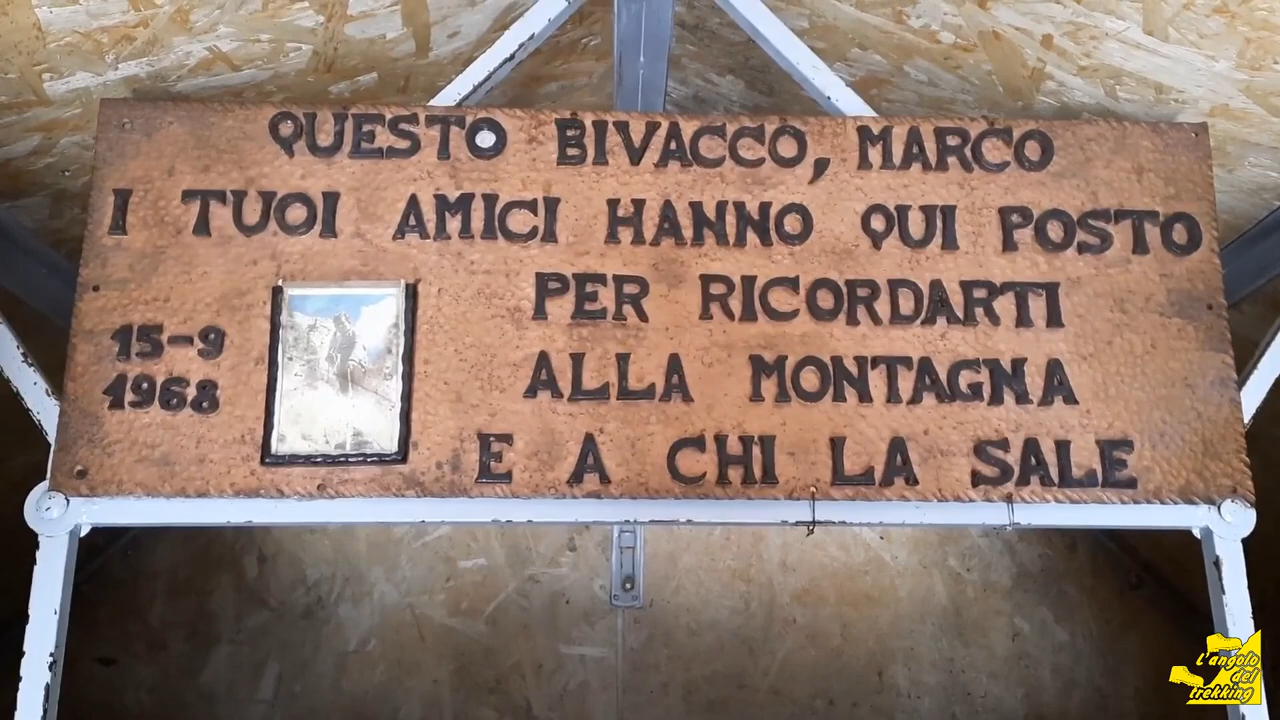 QUESTO BIVACCO, MARCO
I TUOI AMICI HANNO QUI POSTO
PER RICORDARTI
ALLA MONTAGNA
E A CHI LA SALE
15-9
1968
L'angolo
del
trekking